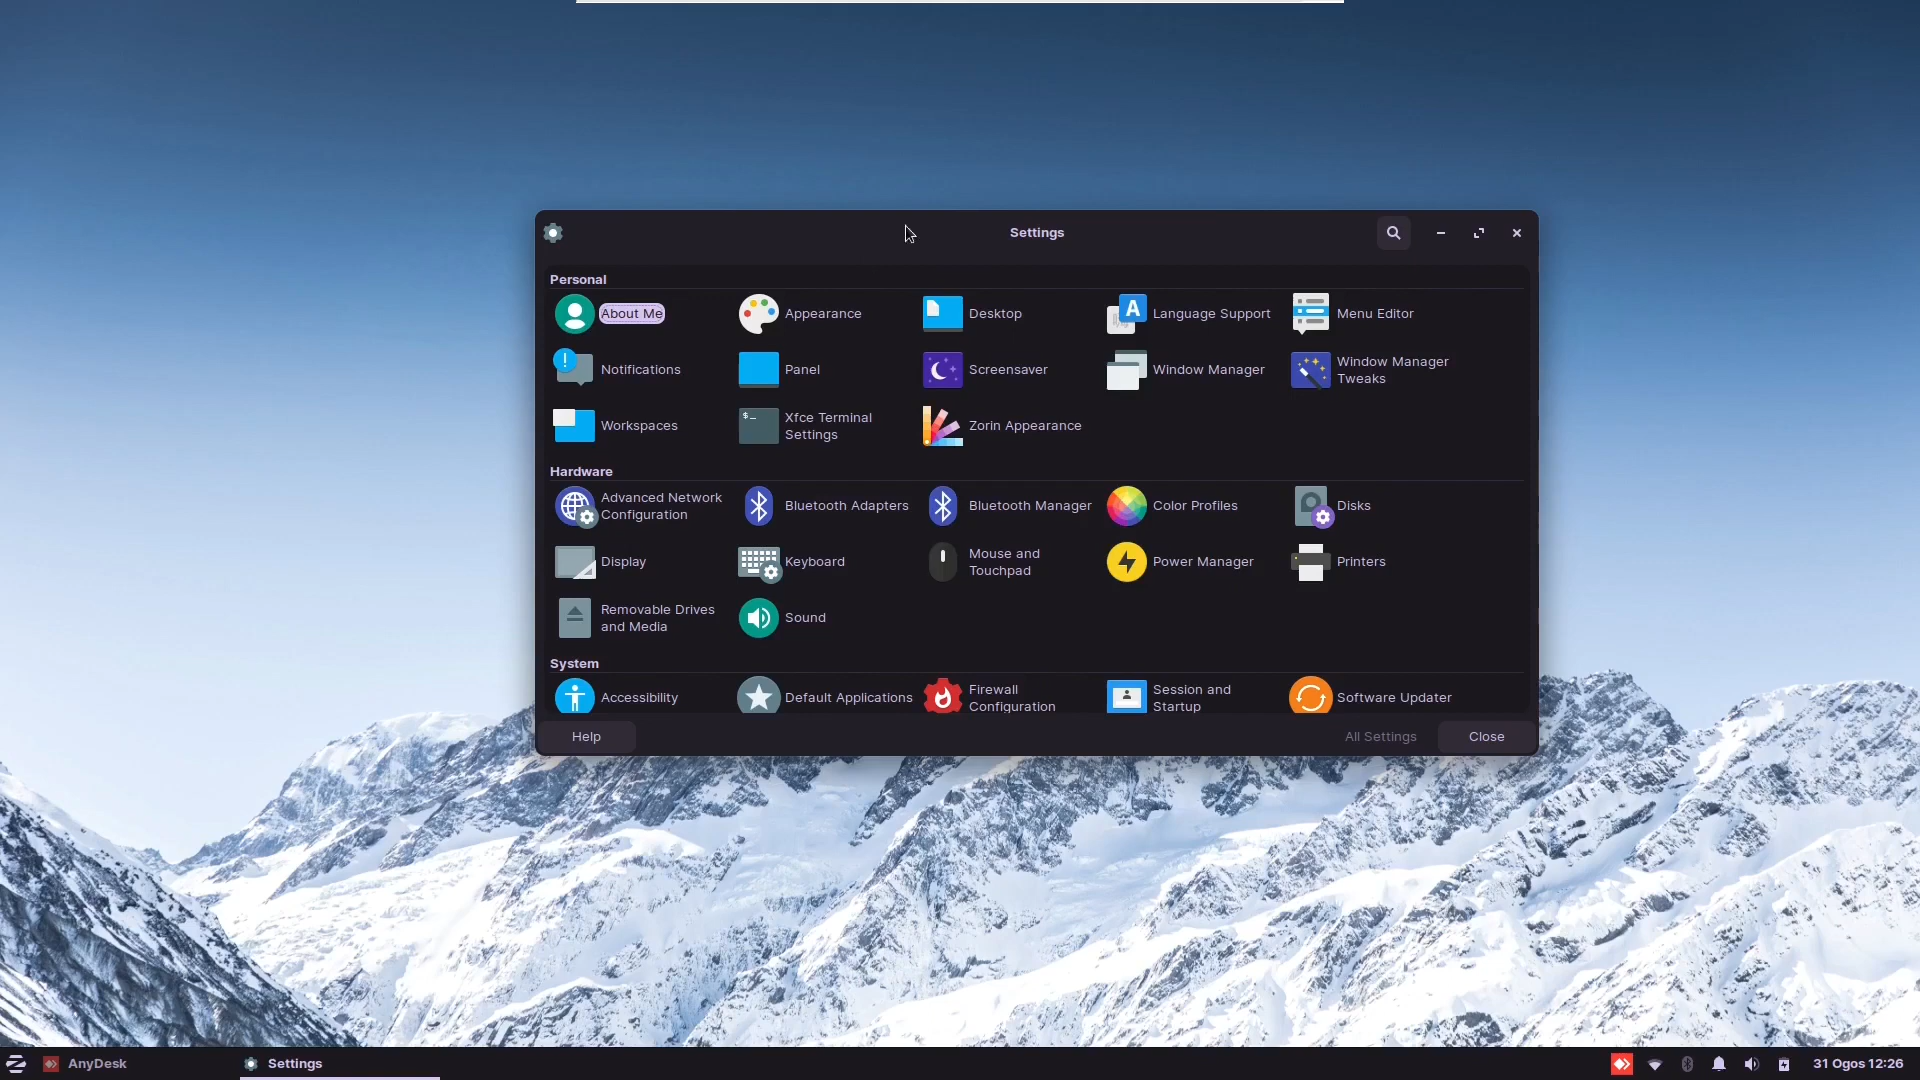 Settings
Personal
About Me
Appearance
Desktop
Language Support
Menu Editor
Notifications
Panel
Screensaver
Window Manager
Window Manager
Tweaks
Workspaces
$_
Xfce Terminal
Settings
Zorin Appearance
Hardware
Advanced Network
Configuration
Bluetooth Adapters
Bluetooth Manager
Color Profiles
Disks
Display
Keyboard
Mouse and
Touchpad
Power Manager
Printers
Removable Drives
and Media
Sound
System
Accessibility
Default Applications
Firewall
Configuration
Session and
Startup
Software Updater
Help
All Settings
Close
AnyDesk
Settings
31 Ogos 12:26